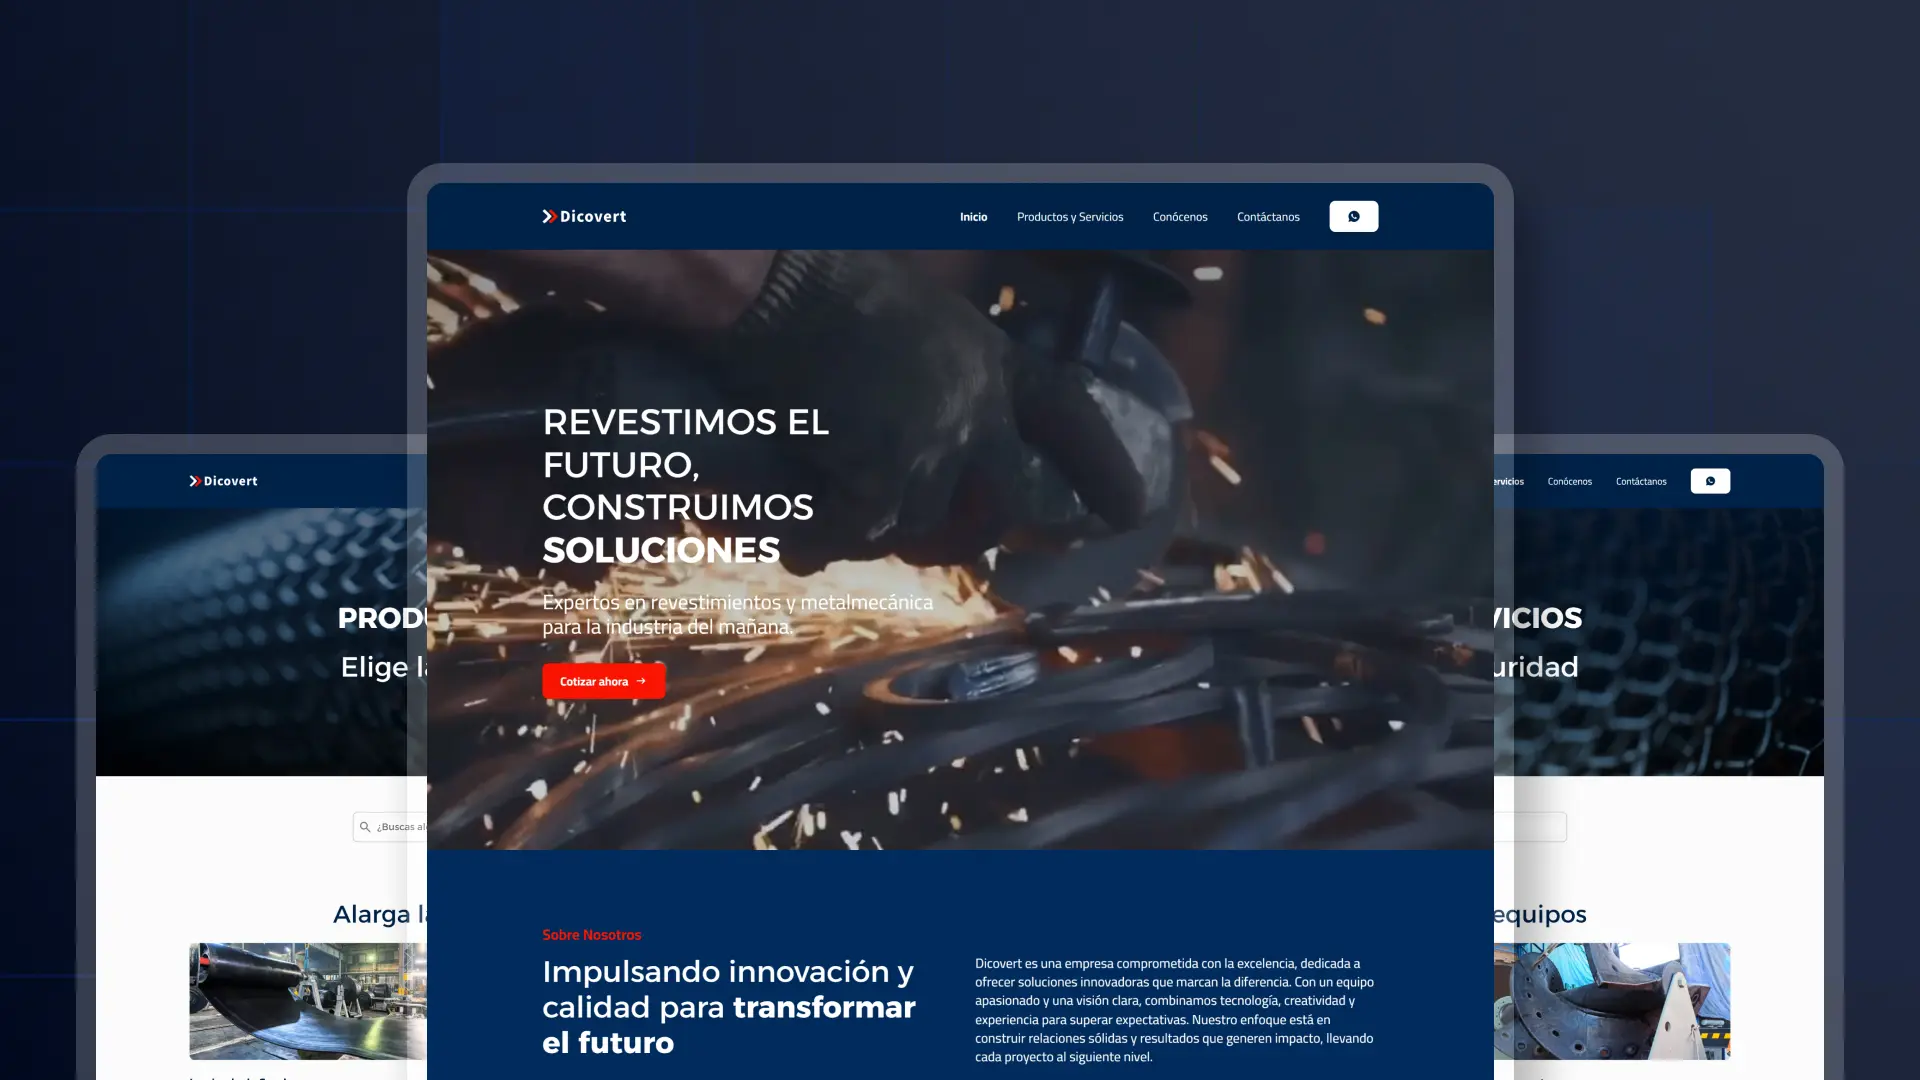 Dicovert
Inicio
Productos y Servicios
Conócenos
Contáctanos
REVESTIMOS EL
FUTURO,
CONSTRUIMOS
SOLUCIONES
Expertos en revestimientos y metalmecánica
para la industria del mañana.
Cotizar ahora
Sobre Nosotros
Impulsando innovación y
calidad para transformar
el futuro
Dicovert es una empresa comprometida con la excelencia, dedicada a
ofrecer soluciones innovadoras que marcan la diferencia. Con un equipo
apasionado y una visión clara, combinamos tecnología, creatividad y
experiencia para superar expectativas. Nuestro enfoque está en
construir relaciones sólidas y resultados que generen impacto, llevando
cada proyecto al siguiente nivel.
Dicovert
PRODU
Elige l
¿Buscas al
Alarga l
ervicios
Conócenos
Contáctanos
VICIOS
uridad
equipos